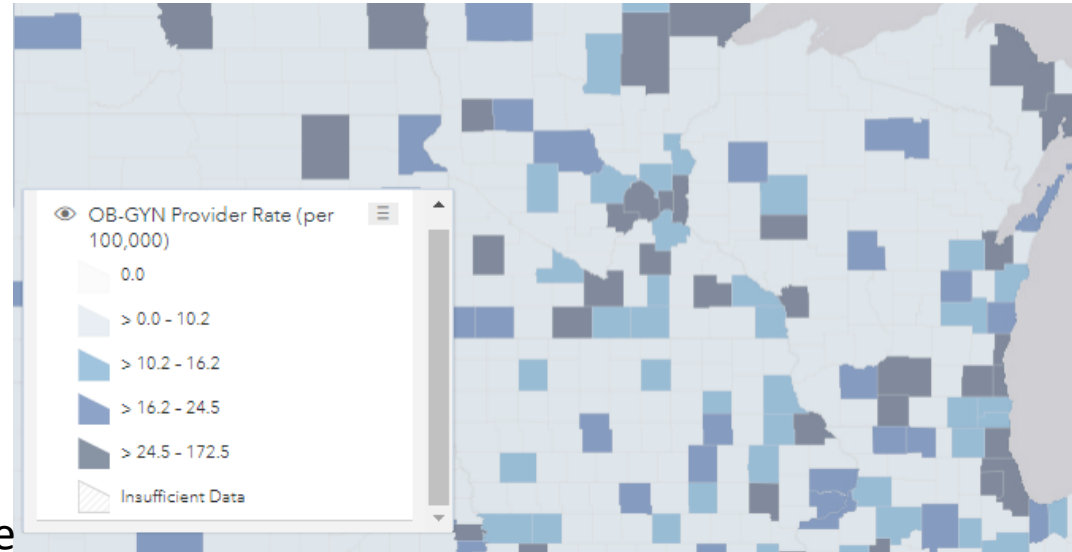 OB-GYN Provider Rate (per
100,000)
0.0
> 0.0 - 10.2
> 10.2 - 16.2
> 16.2 - 24.5
> 24.5 - 172.5
Insufficient Data
e